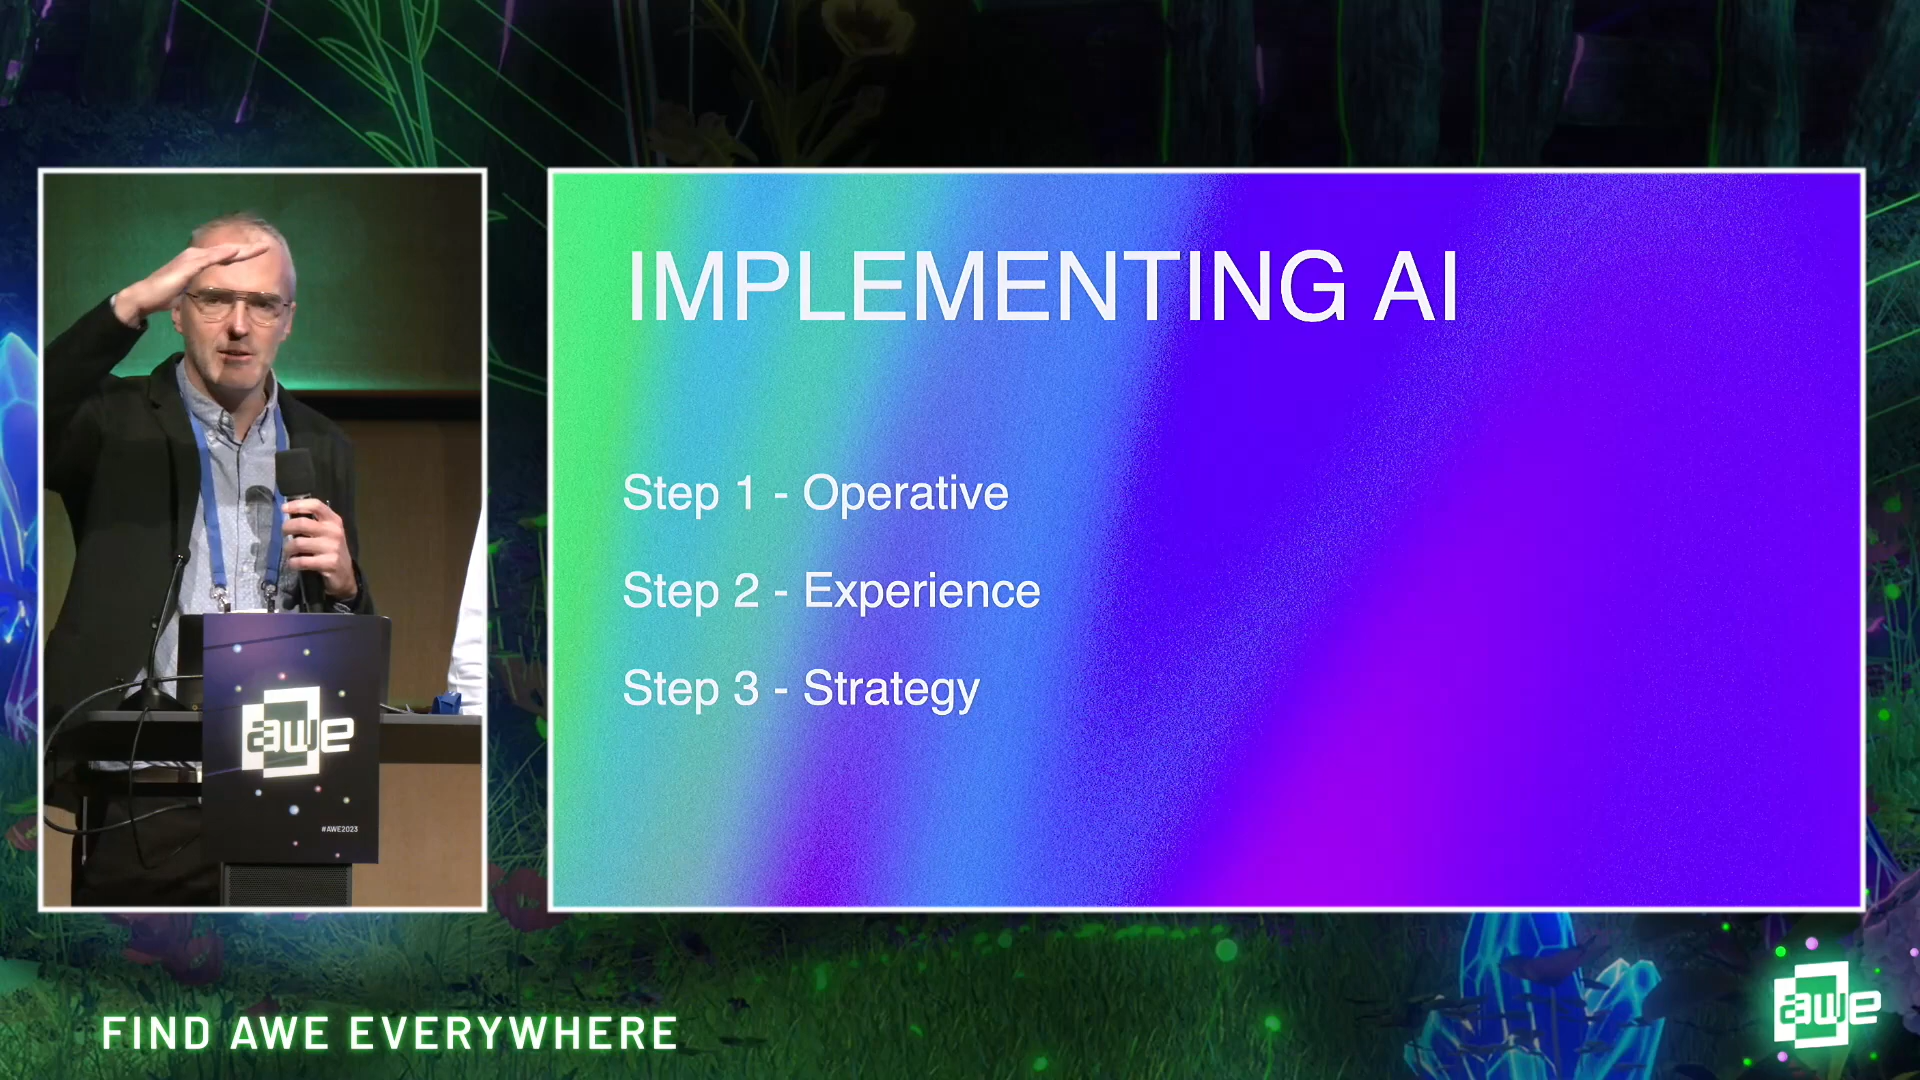 IMPLEMENTING AI
Step 1 - Operative
Step 2 - Experience
Step 3 - Strategy
awe
#AWE2023
FIND AWE EVERYWHERE
awe